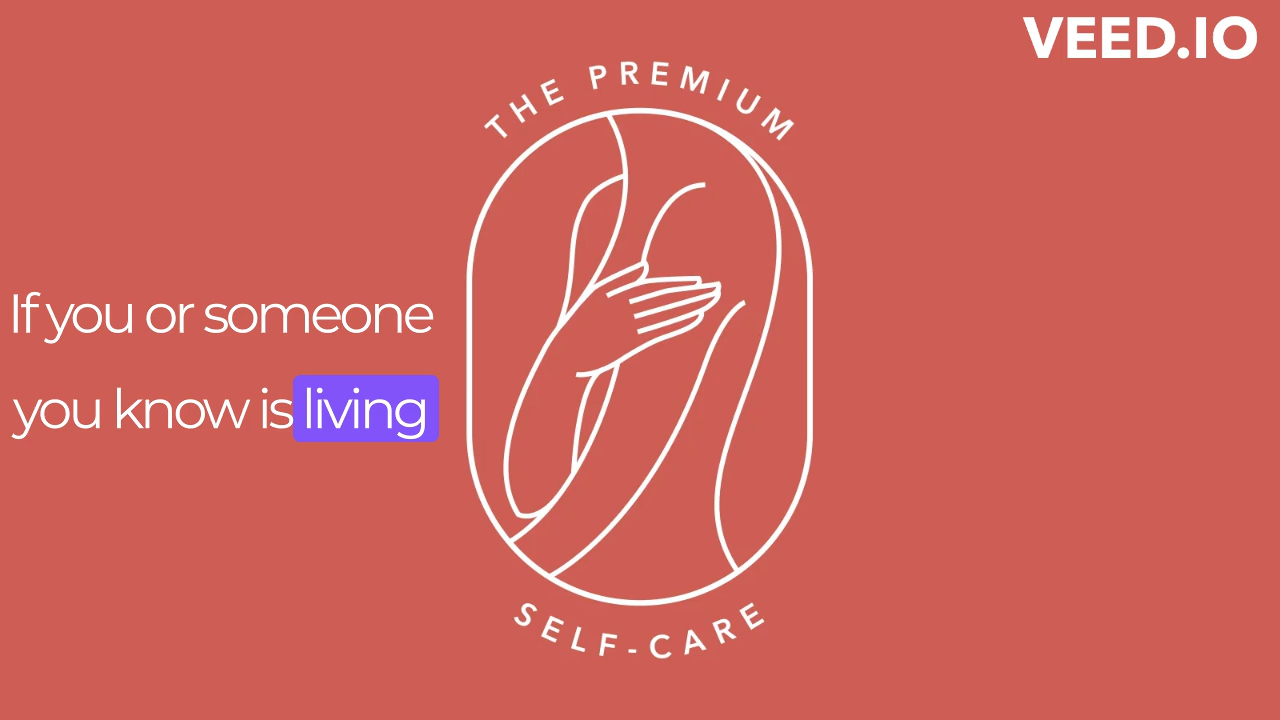 VEED.IO
THE PREMIUM
If you or someone
you know is living
SELF-CARE